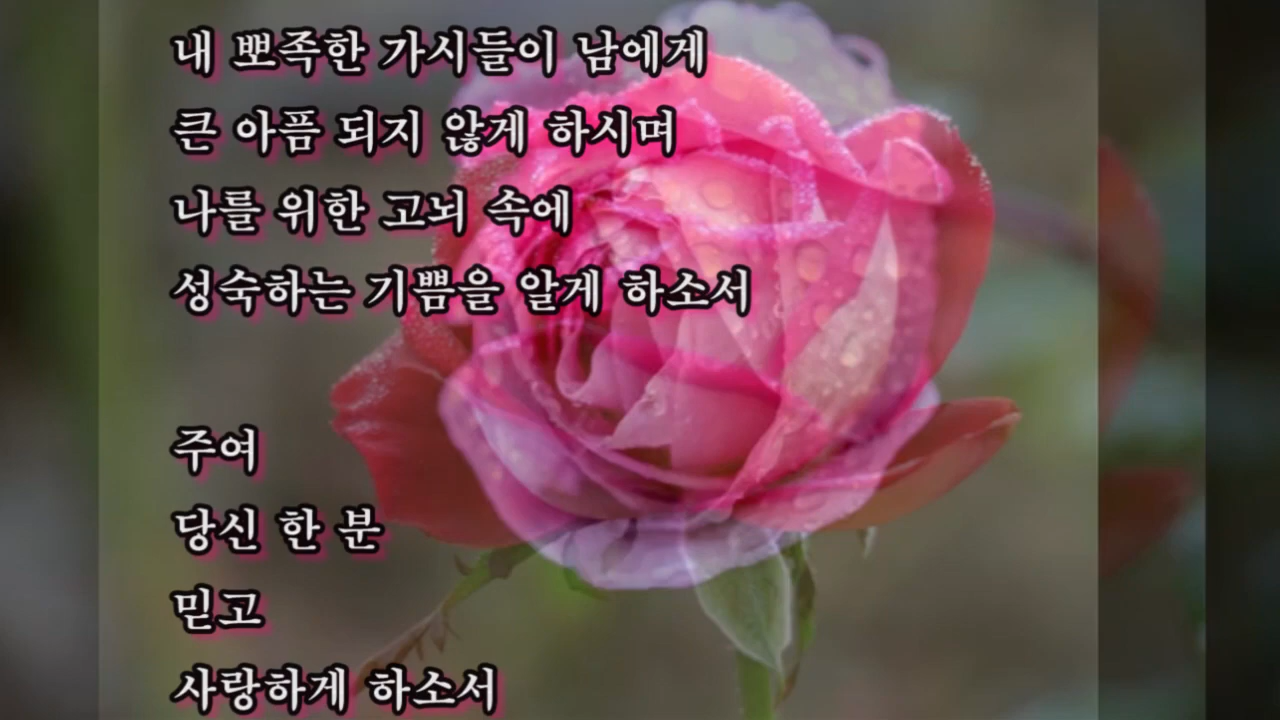 내 뾰족한 가시들이 남에게
큰 아픔 되지 않게 하시며
나를 위한 고뇌 속에
성숙하는 기쁨을 알게 하소서
주여
당신 한 분
믿고
사랑하게 하소서